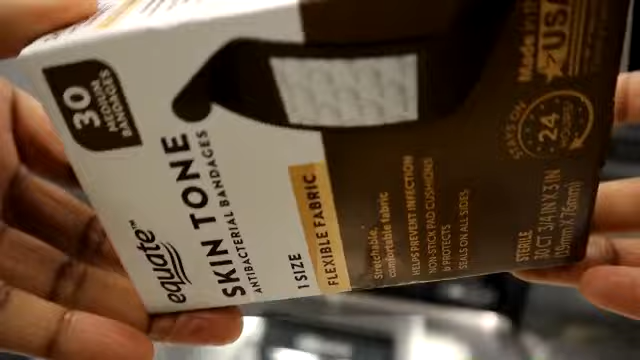 30
MEDIUM
BANDAGES
equate™
SKIN TONE
ANTIBACTERIAL BANDAGES
1 SIZE
FLEXIBLE FABRIC
Stretchable,
comfortable fabric
HELPS PREVENT INFECTION
NON-STICK PAD CUSHIONS
& PROTECTS
SEALS ON ALL SIDES
Made with
USA
STAYS ON
24
HOURS
STERILE
30 CT 3/4 IN X 3 IN
(19mm x 76mm)